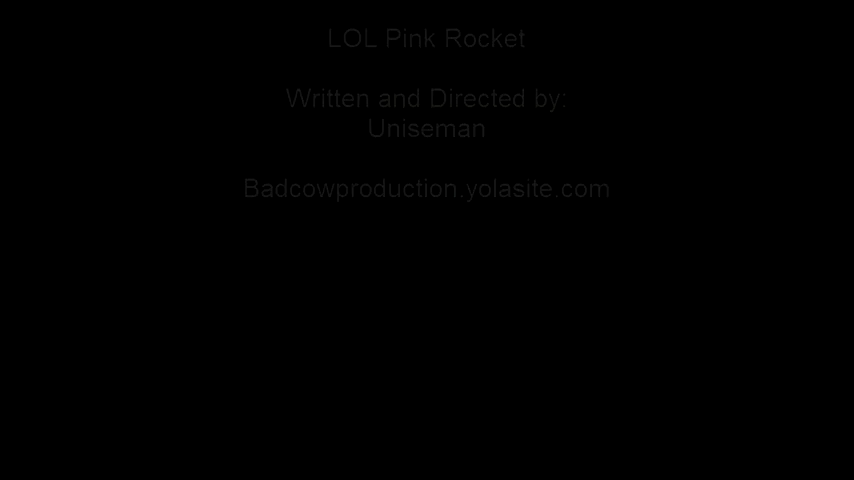 LOL Pink Rocket
Written and Directed by:
Uniseman
Badcowproduction.yolasite.com